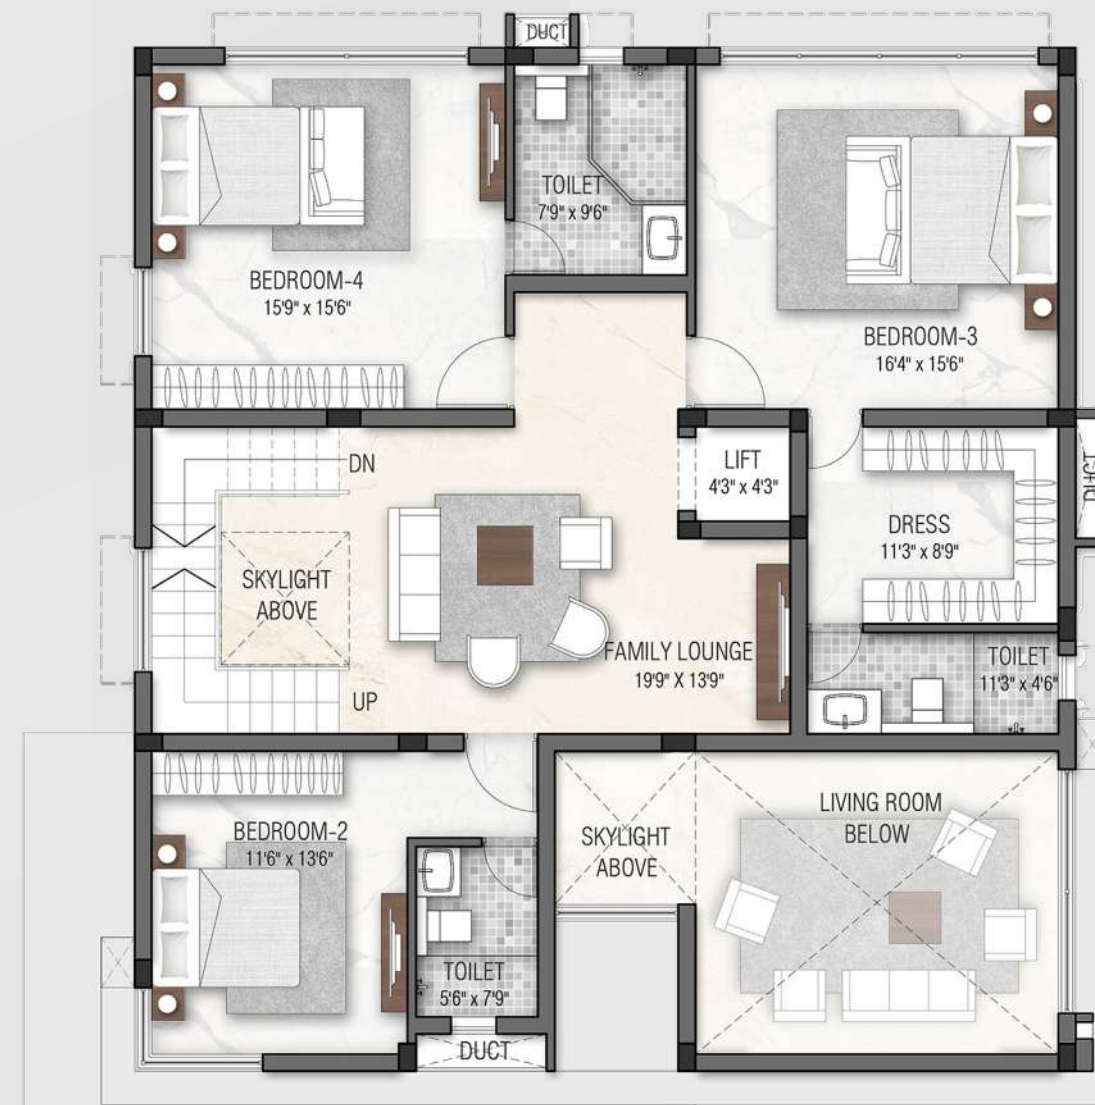 DUCT
TOILET
7'9" x 9'6"
BEDROOM-4
15'9" x 15'6"
BEDROOM-3
16'4" x 15'6"
DN
LIFT
4'3" x 4'3"
DUCT
DRESS
11'3" x 8'9"
SKYLIGHT
ABOVE
FAMILY LOUNGE
19'9" X 13'9"
TOILET
11'3" x 4'6"
UP
BEDROOM-2
11'6" x 13'6"
LIVING ROOM
BELOW
SKYLIGHT
ABOVE
TOILET
5'6" x 7'9"
DUCT